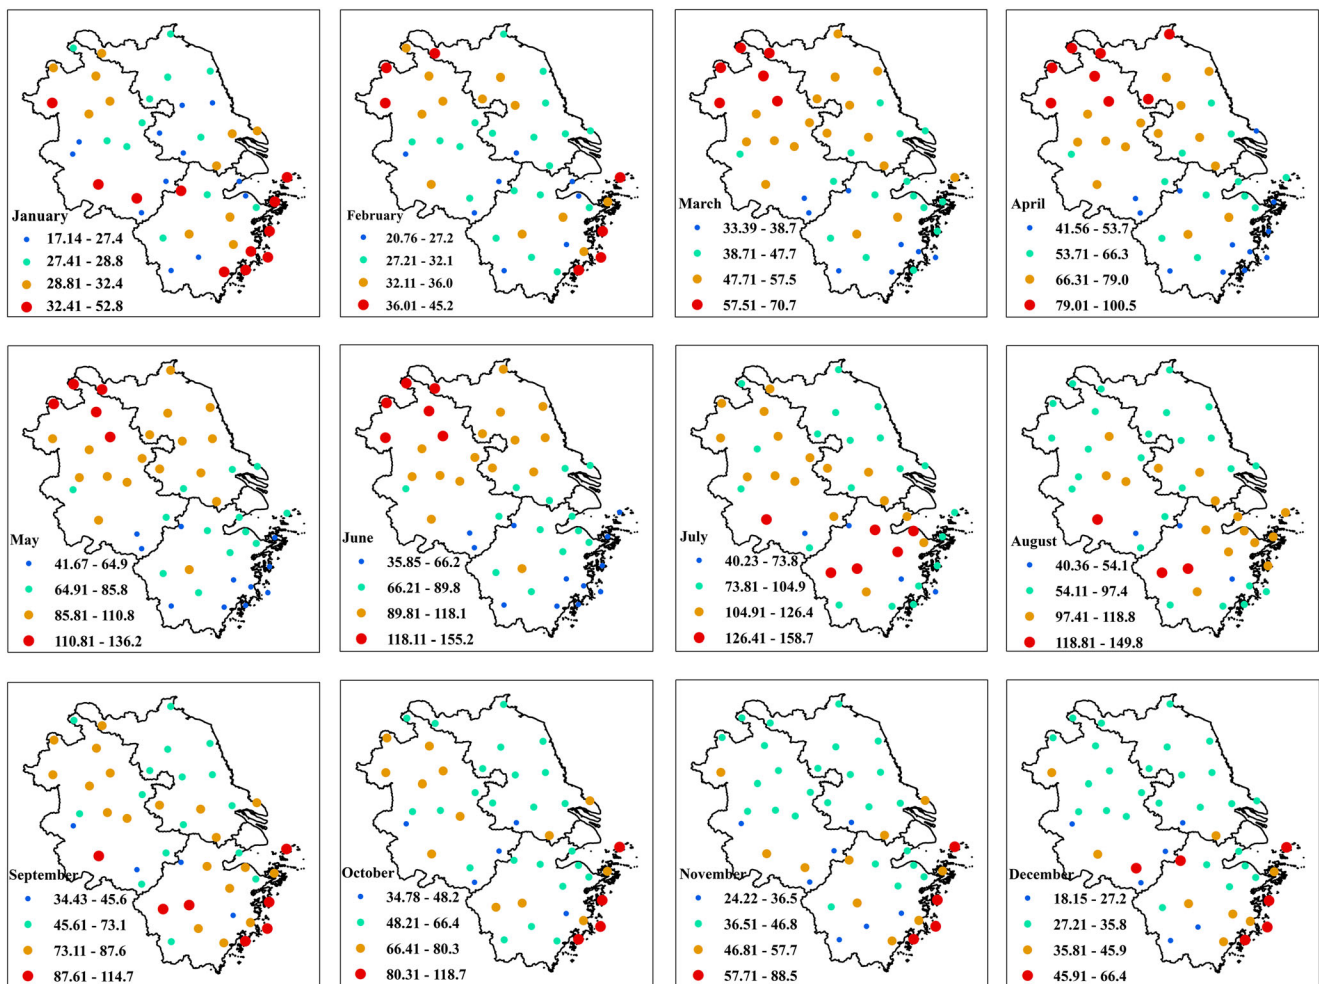 January
17.14 - 27.4
27.41 - 28.8
28.81 - 32.4
32.41 - 52.8
February
20.76 - 27.2
27.21 - 32.1
32.11 - 36.0
36.01 - 45.2
March
33.39 - 38.7
38.71 - 47.7
47.71 - 57.5
57.51 - 70.7
April
41.56 - 53.7
53.71 - 66.3
66.31 - 79.0
79.01 - 100.5
May
41.67 - 64.9
64.91 - 85.8
85.81 - 110.8
110.81 - 136.2
June
35.85 - 66.2
66.21 - 89.8
89.81 - 118.1
118.11 - 155.2
July
40.23 - 73.8
73.81 - 104.9
104.91 - 126.4
126.41 - 158.7
August
40.36 - 54.1
54.11 - 97.4
97.41 - 118.8
118.81 - 149.8
September
34.43 - 45.6
45.61 - 73.1
73.11 - 87.6
87.61 - 114.7
October
34.78 - 48.2
48.21 - 66.4
66.41 - 80.3
80.31 - 118.7
November
24.22 - 36.5
36.51 - 46.8
46.81 - 57.7
57.71 - 88.5
December
18.15 - 27.2
27.21 - 35.8
35.81 - 45.9
45.91 - 66.4